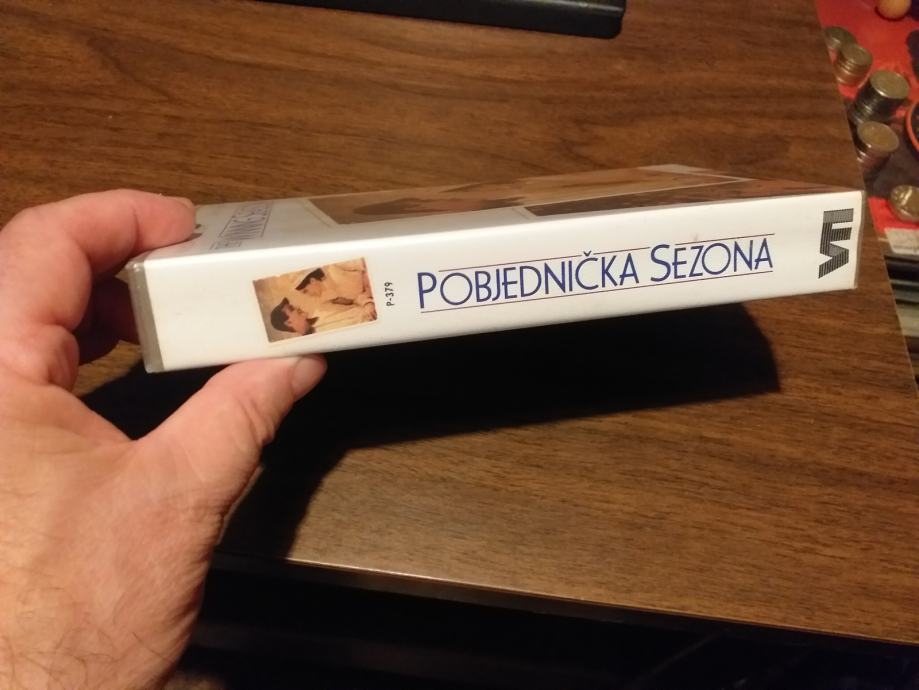 P-379
POBJEDNIČKA SEZONA
VTI